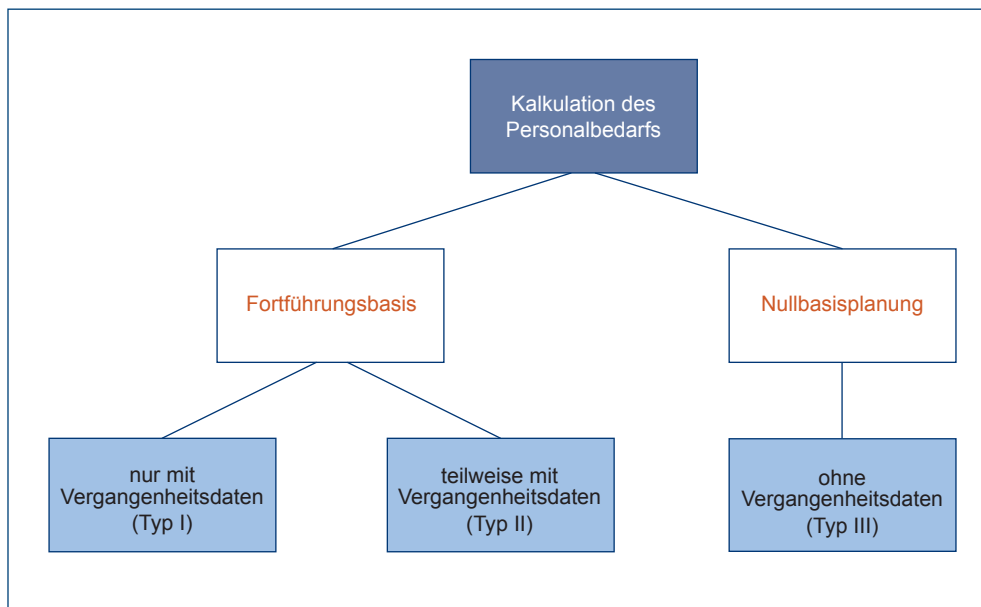 Kalkulation des
Personalbedarfs
Fortführungsbasis
Nullbasisplanung
nur mit
Vergangenheitsdaten
(Typ I)
teilweise mit
Vergangenheitsdaten
(Typ II)
ohne
Vergangenheitsdaten
(Typ III)